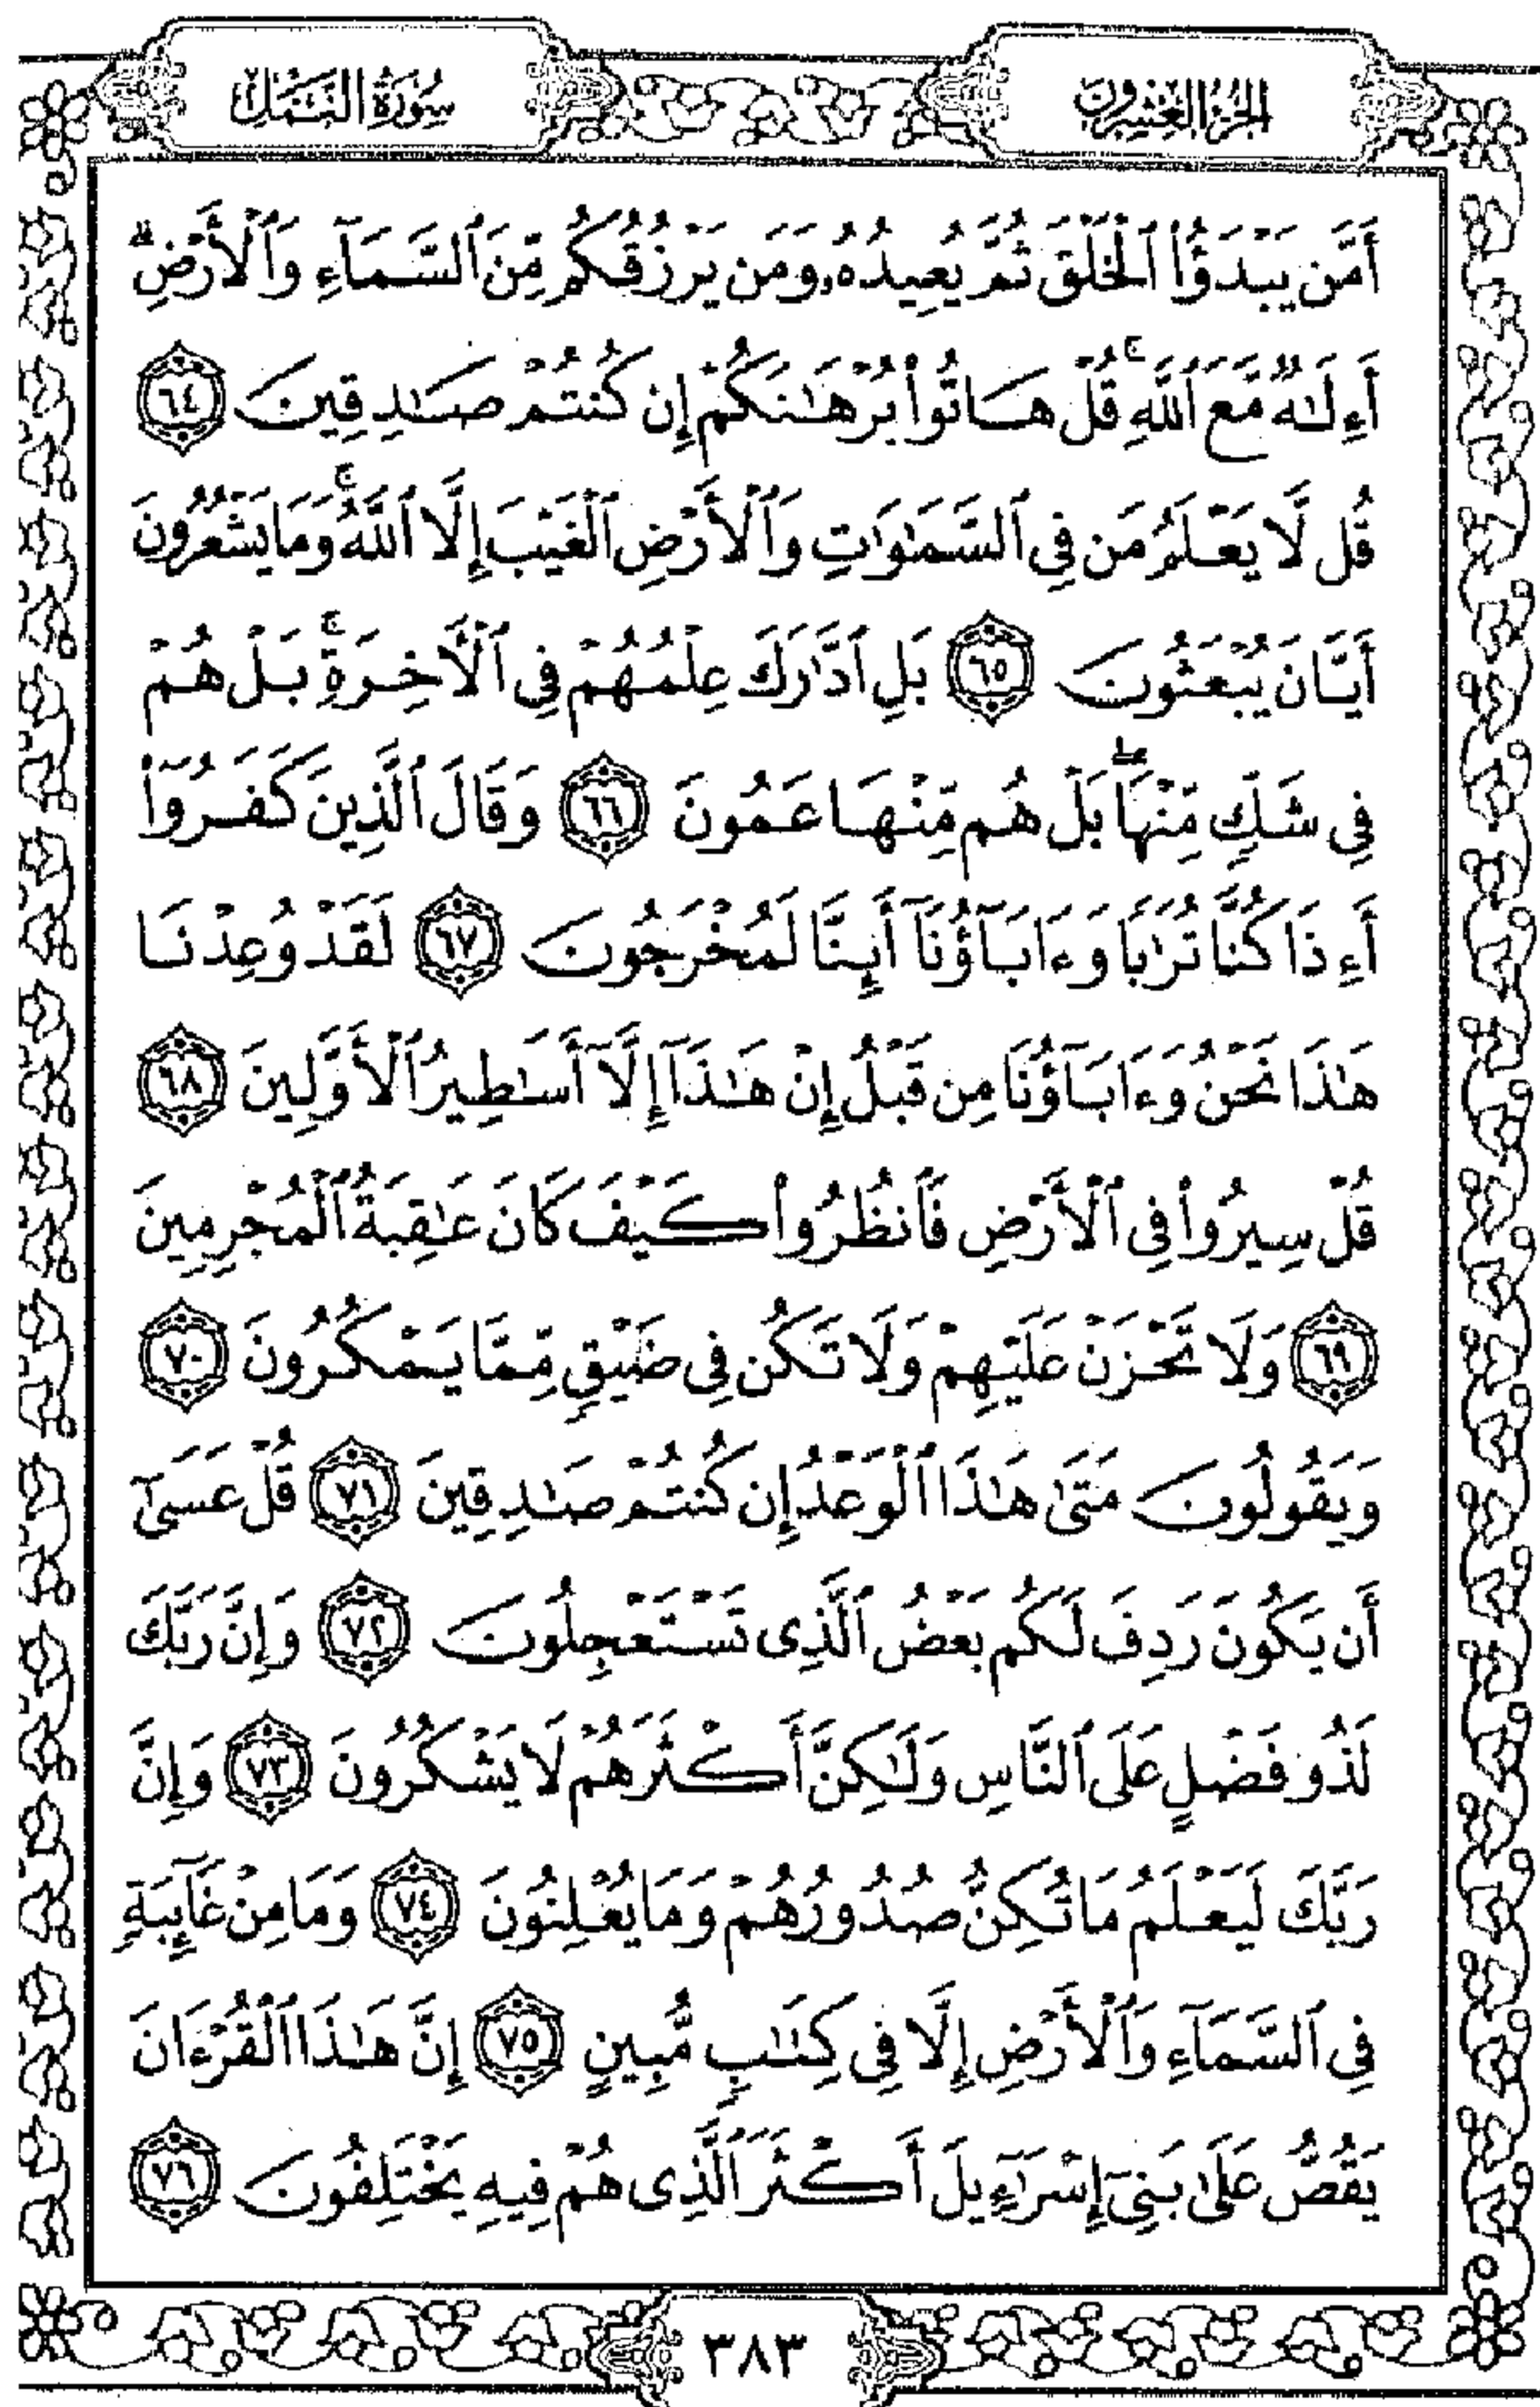 الجزء العشرون
سورة النمل
أَمَّن يَبْدَؤُا۟ ٱلْخَلْقَ ثُمَّ يُعِيدُهُۥ وَمَن يَرْزُقُكُم مِّنَ ٱلسَّمَآءِ وَٱلْأَرْضِ ۗ
أَءِلَـٰهٌ مَّعَ ٱللَّهِ ۚ قُلْ هَاتُوا۟ بُرْهَـٰنَكُمْ إِن كُنتُمْ صَـٰدِقِينَ ٦٤
قُل لَّا يَعْلَمُ مَن فِى ٱلسَّمَـٰوَٰتِ وَٱلْأَرْضِ ٱلْغَيْبَ إِلَّا ٱللَّهُ ۚ وَمَا يَشْعُرُونَ
أَيَّانَ يُبْعَثُونَ ٦٥ بَلِ ٱدَّٰرَكَ عِلْمُهُمْ فِى ٱلْـَٔاخِرَةِ ۚ بَلْ هُمْ
فِى شَكٍّ مِّنْهَا ۖ بَلْ هُم مِّنْهَا عَمُونَ ٦٦ وَقَالَ ٱلَّذِينَ كَفَرُوٓا۟
أَءِذَا كُنَّا تُرَٰبًا وَءَابَآؤُنَآ أَئِنَّا لَمُخْرَجُونَ ٦٧ لَقَدْ وُعِدْنَا
هَـٰذَا نَحْنُ وَءَابَآؤُنَا مِن قَبْلُ إِنْ هَـٰذَآ إِلَّآ أَسَـٰطِيرُ ٱلْأَوَّلِينَ ٦٨
قُلْ سِيرُوا۟ فِى ٱلْأَرْضِ فَٱنظُرُوا۟ كَيْفَ كَانَ عَـٰقِبَةُ ٱلْمُجْرِمِينَ
٦٩ وَلَا تَحْزَنْ عَلَيْهِمْ وَلَا تَكُن فِى ضَيْقٍ مِّمَّا يَمْكُرُونَ ٧٠
وَيَقُولُونَ مَتَىٰ هَـٰذَا ٱلْوَعْدُ إِن كُنتُمْ صَـٰدِقِينَ ٧١ قُلْ عَسَىٰٓ
أَن يَكُونَ رَدِفَ لَكُم بَعْضُ ٱلَّذِى تَسْتَعْجِلُونَ ٧٢ وَإِنَّ رَبَّكَ
لَذُو فَضْلٍ عَلَى ٱلنَّاسِ وَلَـٰكِنَّ أَكْثَرَهُمْ لَا يَشْكُرُونَ ٧٣ وَإِنَّ
رَبَّكَ لَيَعْلَمُ مَا تُكِنُّ صُدُورُهُمْ وَمَا يُعْلِنُونَ ٧٤ وَمَا مِنْ غَآئِبَةٍ
فِى ٱلسَّمَآءِ وَٱلْأَرْضِ إِلَّا فِى كِتَـٰبٍ مُّبِينٍ ٧٥ إِنَّ هَـٰذَا ٱلْقُرْءَانَ
يَقُصُّ عَلَىٰ بَنِىٓ إِسْرَٰٓءِيلَ أَكْثَرَ ٱلَّذِى هُمْ فِيهِ يَخْتَلِفُونَ ٧٦
٣٨٣